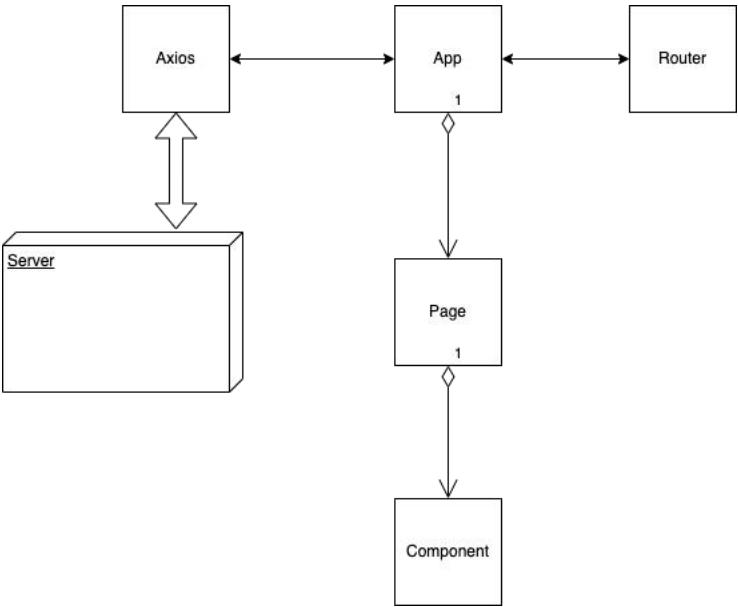 Axios
App
Router
1
Server
Page
1
Component